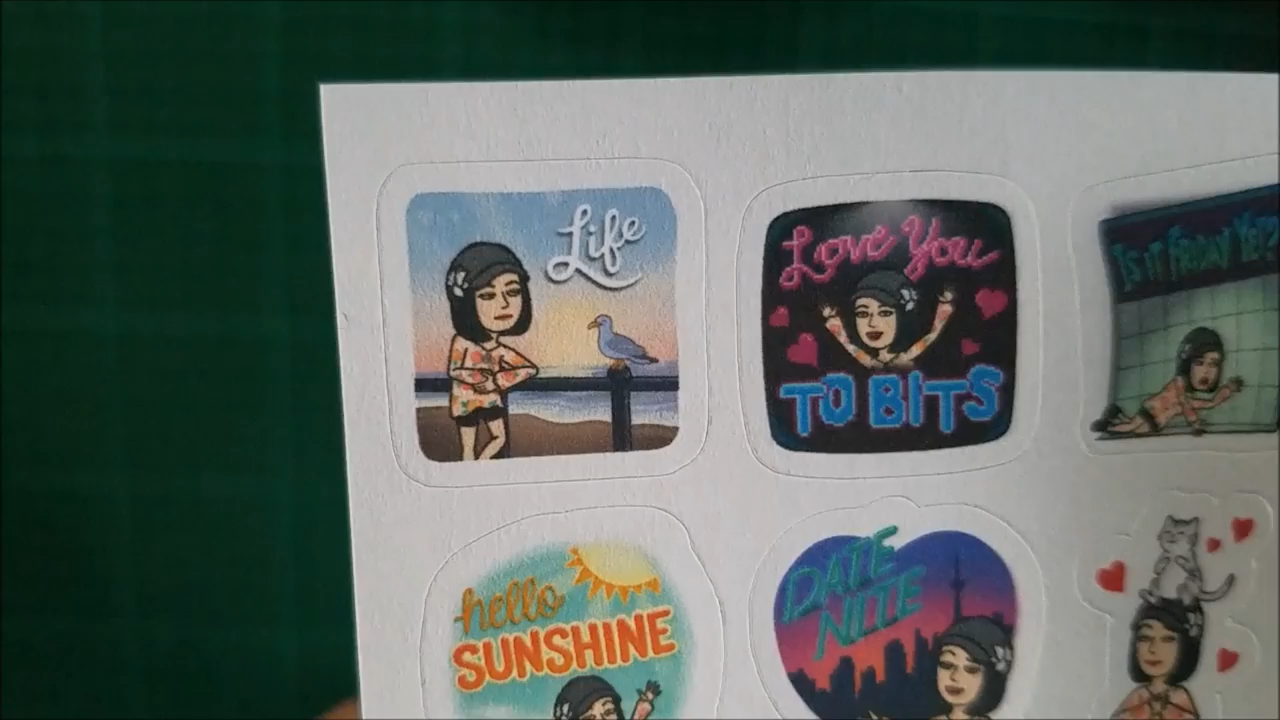 Life
Love You
TO BITS
IS IT FRIDAY YET?
hello
SUNSHINE
DATE
NITE